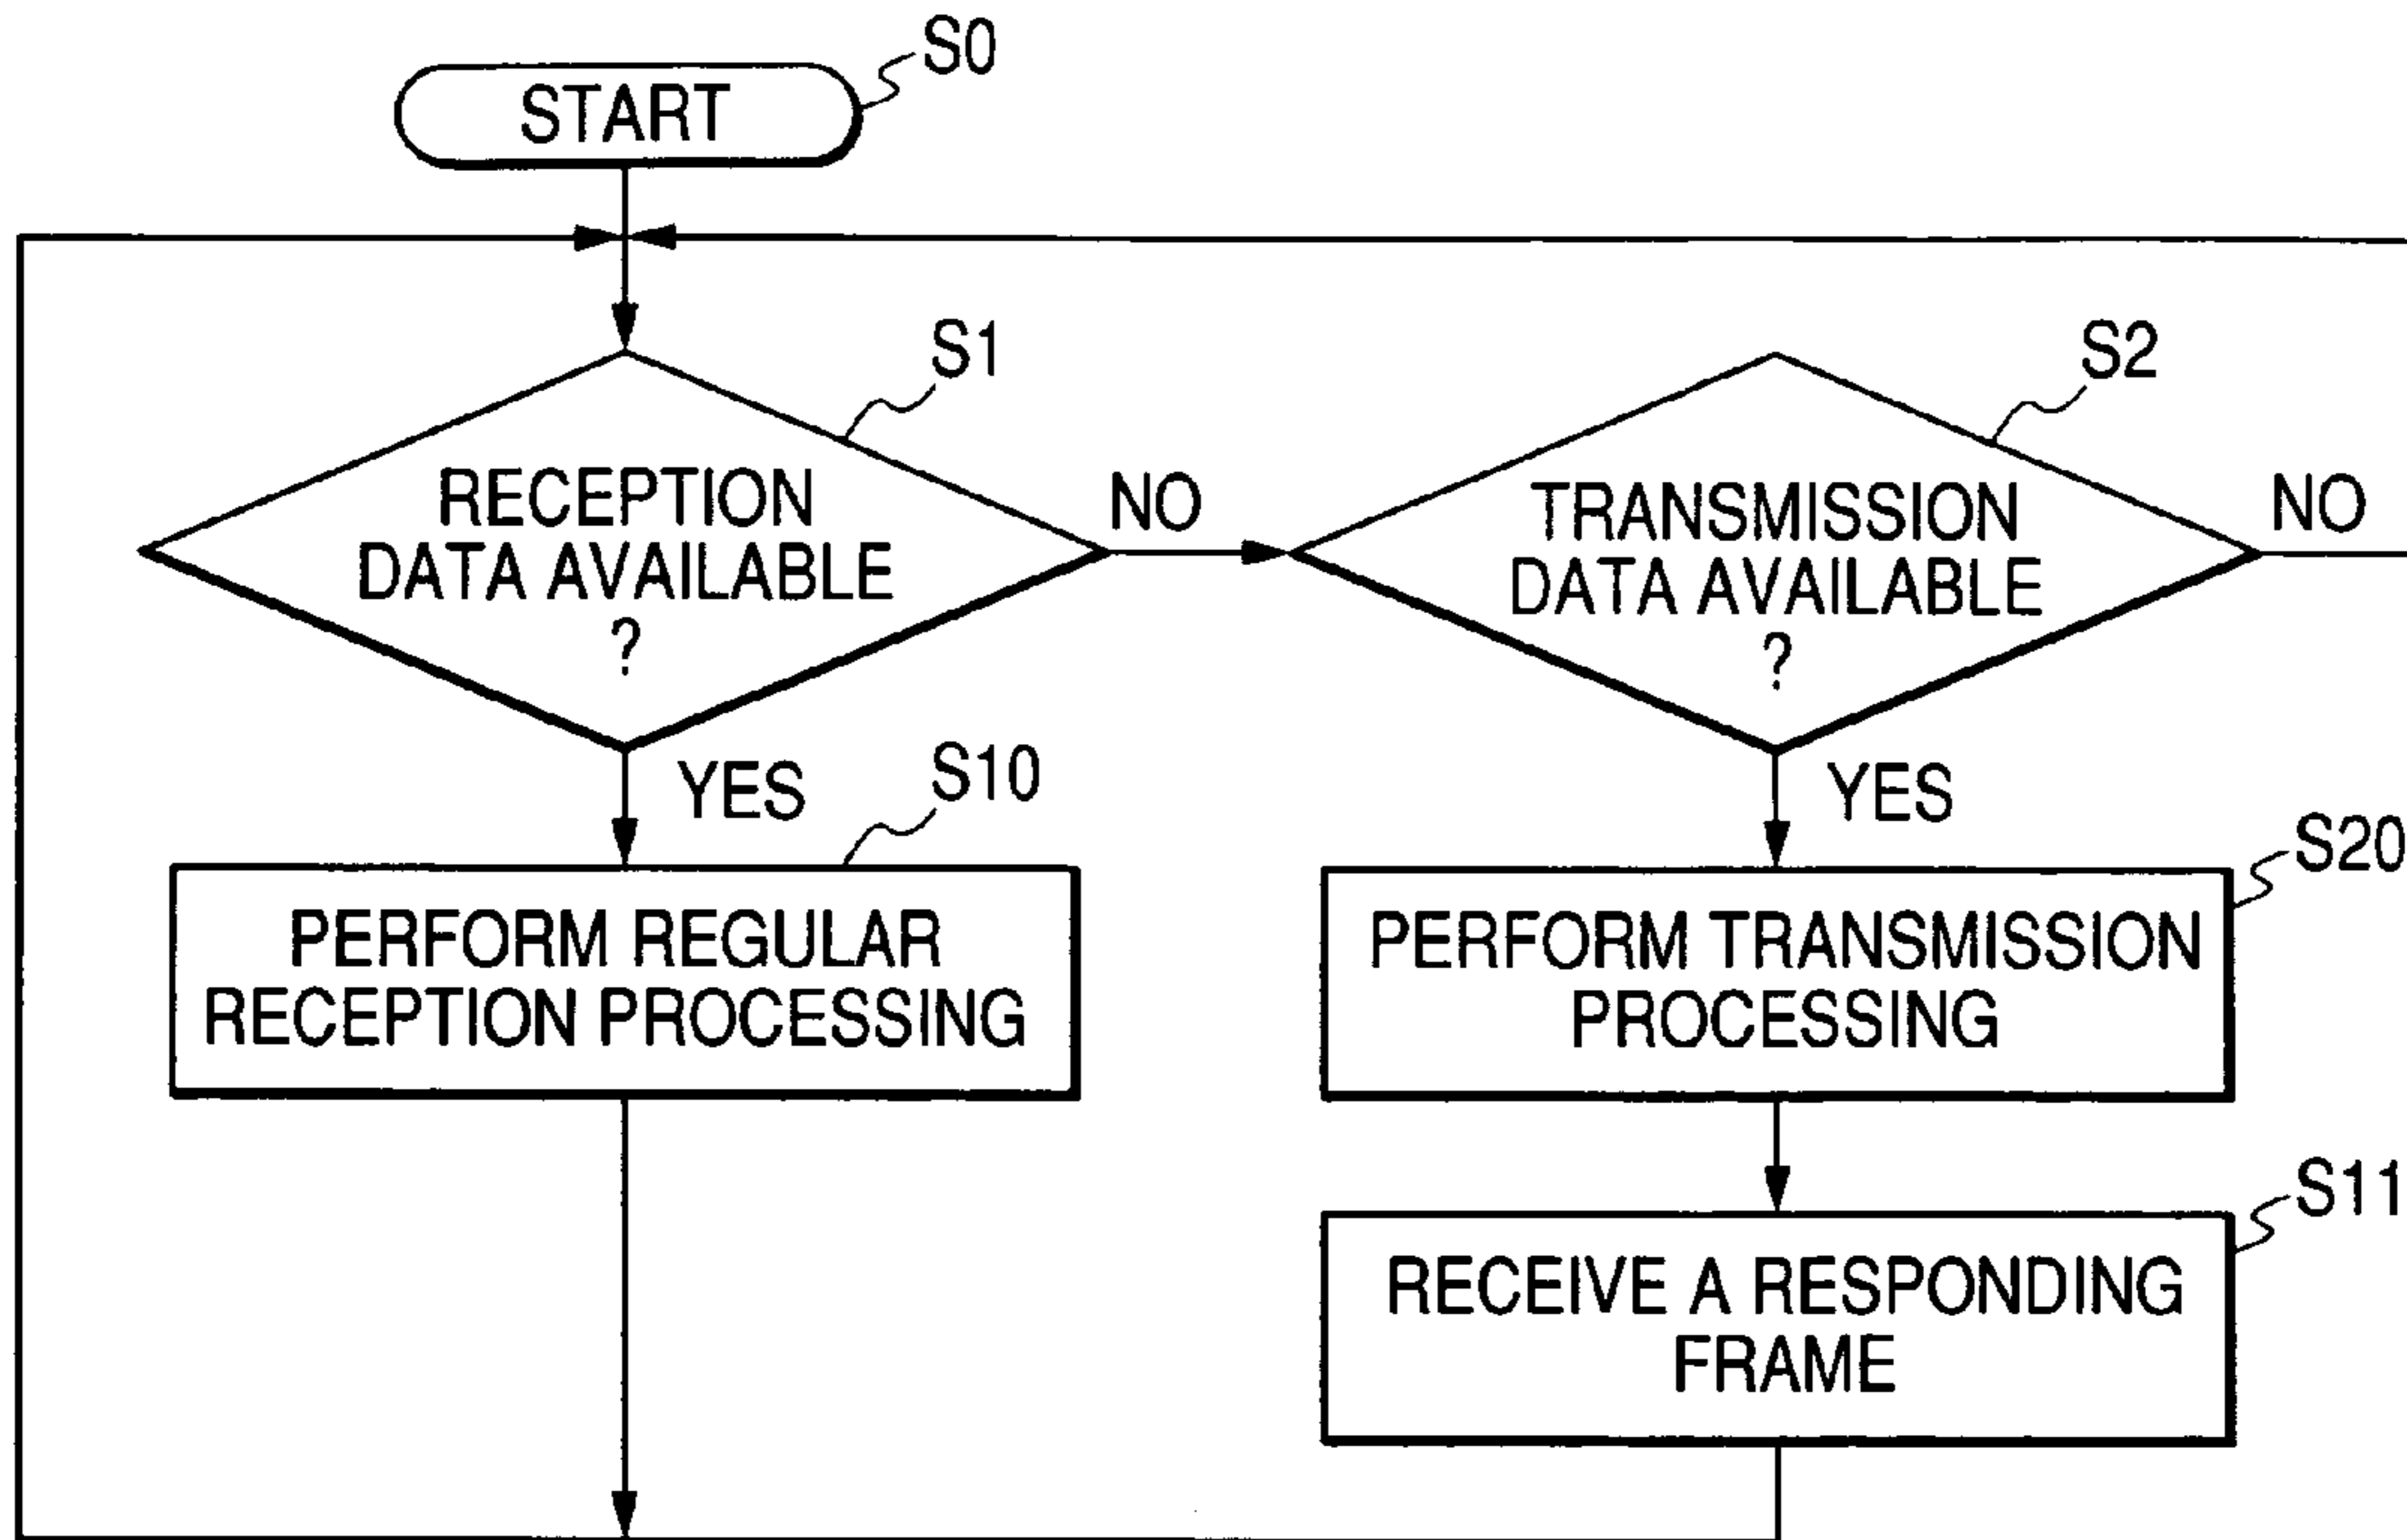 START
S0
S1
RECEPTION
DATA AVAILABLE
?
NO
S2
TRANSMISSION
DATA AVAILABLE
?
NO
YES
S10
PERFORM REGULAR
RECEPTION PROCESSING
YES
S20
PERFORM TRANSMISSION
PROCESSING
S11
RECEIVE A RESPONDING
FRAME